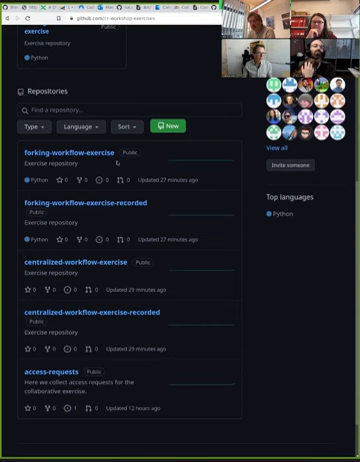 github.com/cr-workshop-exercises
exercise
Public
Exercise repository
Python
Repositories
Find a repository...
Type
Language
Sort
New
forking-workflow-exercise Public
Exercise repository
Python 0 0 0 0 Updated 27 minutes ago
forking-workflow-exercise-recorded
Public
Exercise repository
Python 0 0 0 0 Updated 27 minutes ago
centralized-workflow-exercise Public
Exercise repository
0 0 0 0 Updated 29 minutes ago
centralized-workflow-exercise-recorded
Public
Exercise repository
0 0 0 0 Updated 29 minutes ago
access-requests Public
Here we collect access requests for the
collaborative exercise.
0 0 1 0 Updated 12 hours ago
View all
Invite someone
Top languages
Python